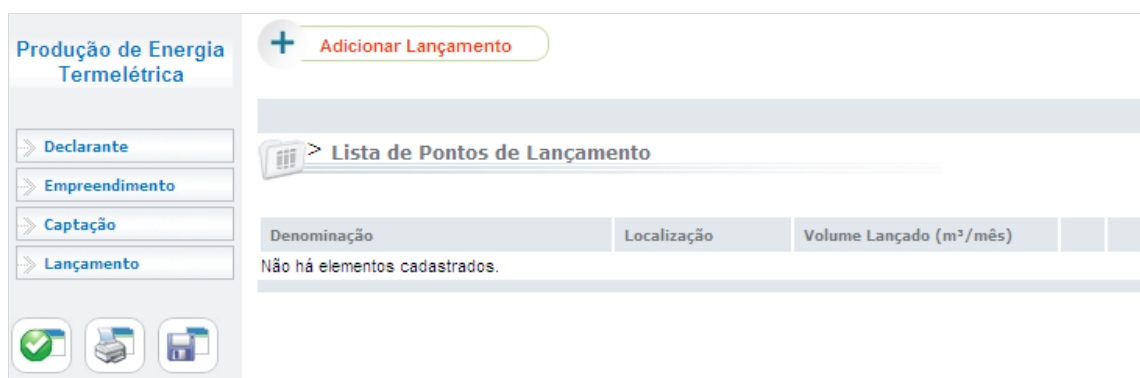 Produção de Energia
Termelétrica
Declarante
Empreendimento
Captação
Lançamento
Adicionar Lançamento
> Lista de Pontos de Lançamento
Denominação Localização Volume Lançado (m³/mês)
Não há elementos cadastrados.